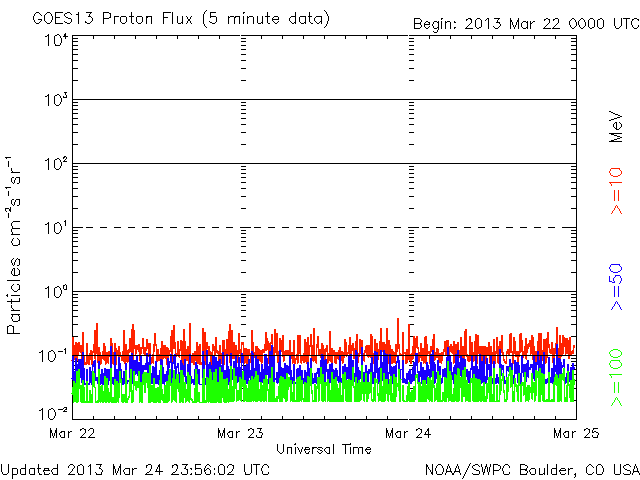 GOES13 Proton Flux (5 minute data)
Begin: 2013 Mar 22 0000 UTC
10⁴
10³
10²
10¹
10⁰
10⁻¹
10⁻²
Particles cm⁻²s⁻¹sr⁻¹
MeV
>=10
>=50
>=100
Mar 22
Mar 23
Mar 24
Mar 25
Universal Time
Updated 2013 Mar 24 23:56:02 UTC
NOAA/SWPC Boulder, CO USA